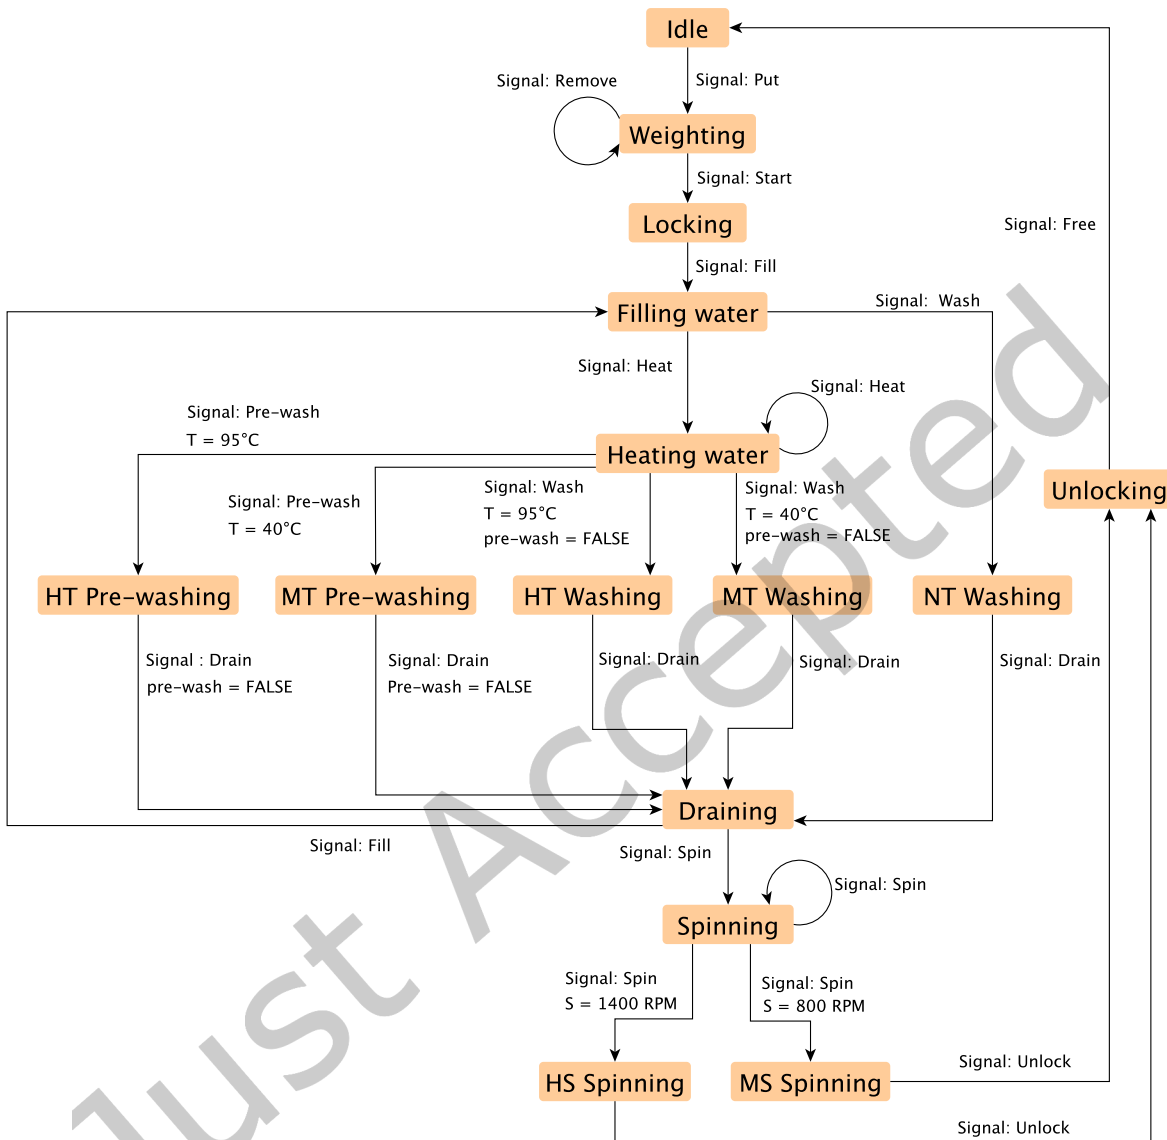 Idle
Signal: Put
Signal: Remove
Weighting
Signal: Start
Locking
Signal: Free
Signal: Fill
Filling water
Signal:  Wash
Signal: Heat
Signal: Heat
Signal: Pre-wash
T = 95°C
Heating water
Unlocking
Signal: Pre-wash
T = 40°C
Signal: Wash
T = 95°C
pre-wash = FALSE
Signal: Wash
T = 40°C
pre-wash = FALSE
HT Pre-washing
MT Pre-washing
HT Washing
MT Washing
NT Washing
Signal : Drain
pre-wash = FALSE
Signal: Drain
Pre-wash = FALSE
Signal: Drain
Signal: Drain
Signal: Drain
Draining
Signal: Fill
Signal: Spin
Signal: Spin
Spinning
Signal: Spin
S = 1400 RPM
Signal: Spin
S = 800 RPM
HS Spinning
MS Spinning
Signal: Unlock
Signal: Unlock
Just Accepted